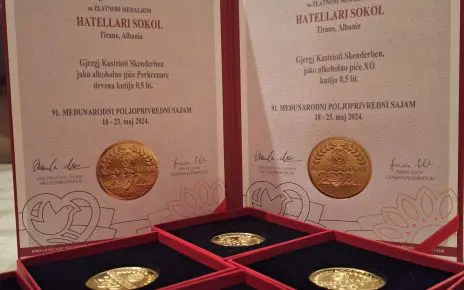 sa ZLATNOM MEDALJOM
HATELLARI SOKOL
Tirane, Albania
Gjergj Kastrioti Skenderbeu,
jako alkoholno piće Perkrenare
drvena kutija 0,5 lit.
91. MEĐUNARODNI POLJOPRIVREDNI SAJAM
18 - 23. maj 2024.
sa ZLATNOM MEDALJOM
HATELLARI SOKOL
Tirane, Albania
Gjergj Kastrioti Skenderbeu,
jako alkoholno piće XO
kutija 0,5 lit.
91. MEĐUNARODNI POLJOPRIVREDNI SAJAM
18 - 23. maj 2024.